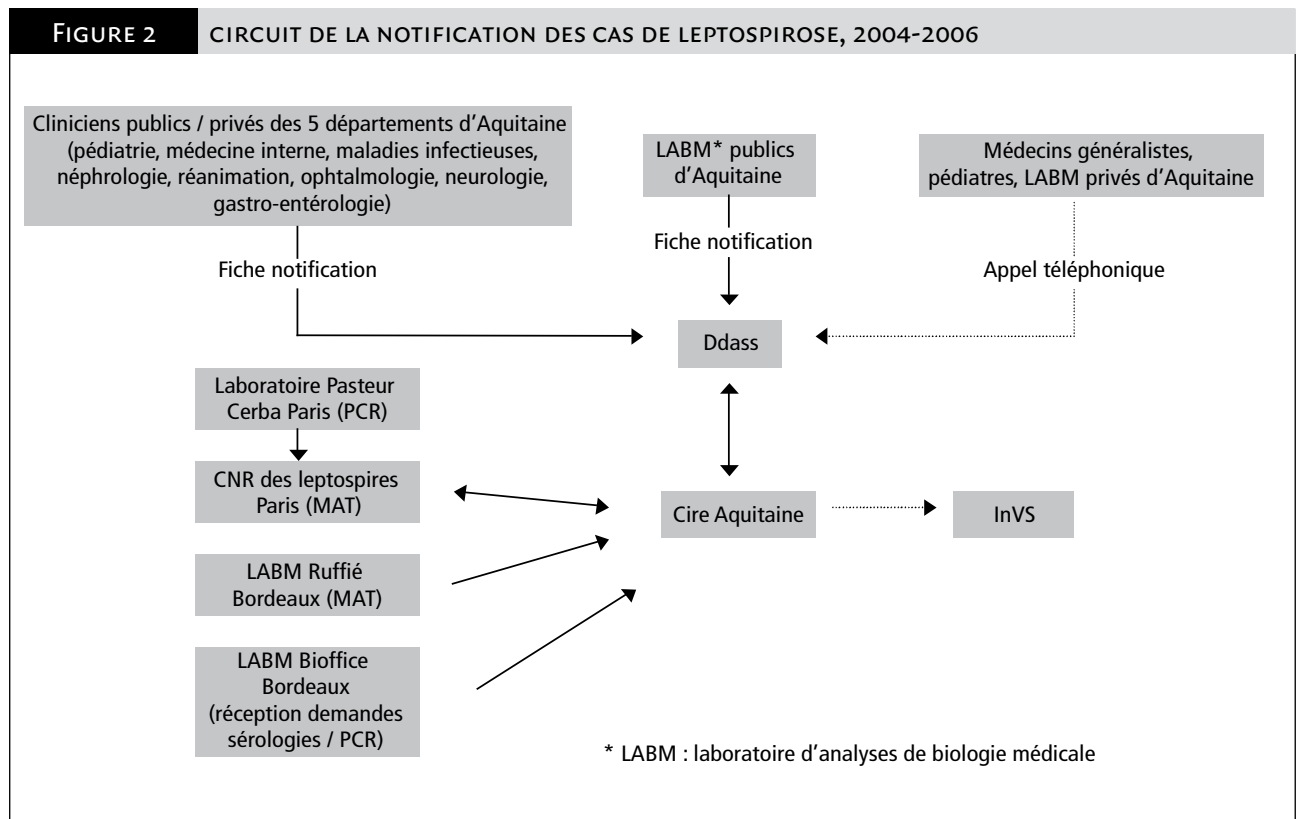 FIGURE 2
CIRCUIT DE LA NOTIFICATION DES CAS DE LEPTOSPIROSE, 2004-2006
Cliniciens publics / privés des 5 départements d'Aquitaine
(pédiatrie, médecine interne, maladies infectieuses,
néphrologie, réanimation, ophtalmologie, neurologie,
gastro-entérologie)
LABM* publics
d'Aquitaine
Médecins généralistes,
pédiatres, LABM privés d'Aquitaine
Fiche notification
Fiche notification
Appel téléphonique
Ddass
Laboratoire Pasteur
Cerba Paris (PCR)
CNR des leptospires
Paris (MAT)
Cire Aquitaine
InVS
LABM Ruffié
Bordeaux (MAT)
LABM Bioffice
Bordeaux
(réception demandes
sérologies / PCR)
* LABM : laboratoire d'analyses de biologie médicale